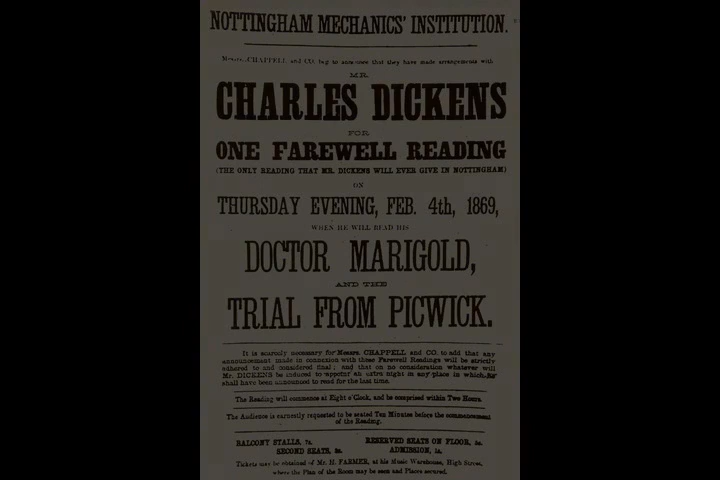 NOTTINGHAM MECHANICS' INSTITUTION.
Messrs. CHAPPELL and CO. beg to announce that they have made arrangements with
MR.
CHARLES DICKENS
FOR
ONE FAREWELL READING
(THE ONLY READING THAT MR. DICKENS WILL EVER GIVE IN NOTTINGHAM)
ON
THURSDAY EVENING, FEB. 4th, 1869,
WHEN HE WILL READ HIS
DOCTOR MARIGOLD,
AND THE
TRIAL FROM PICWICK.
It is scarcely necessary for Messrs. CHAPPELL and CO. to add that any
announcement made in connexion with these Farewell Readings will be strictly
adhered to and considered final; and that on no consideration whatever will
Mr. DICKENS be induced to appoint an extra night in any place in which he
shall have been announced to read for the last time.
The Reading will commence at Eight o'Clock, and be comprised within Two Hours.
The Audience is earnestly requested to be seated Ten Minutes before the commencement
of the Reading.
BALCONY STALLS, 7s. RESERVED SEATS ON FLOOR, 5s.
SECOND SEATS, 3s. ADMISSION, 1s.
Tickets may be obtained of Mr. H. FARMER, at his Music Warehouse, High Street,
where the Plan of the Room may be seen and Places secured.